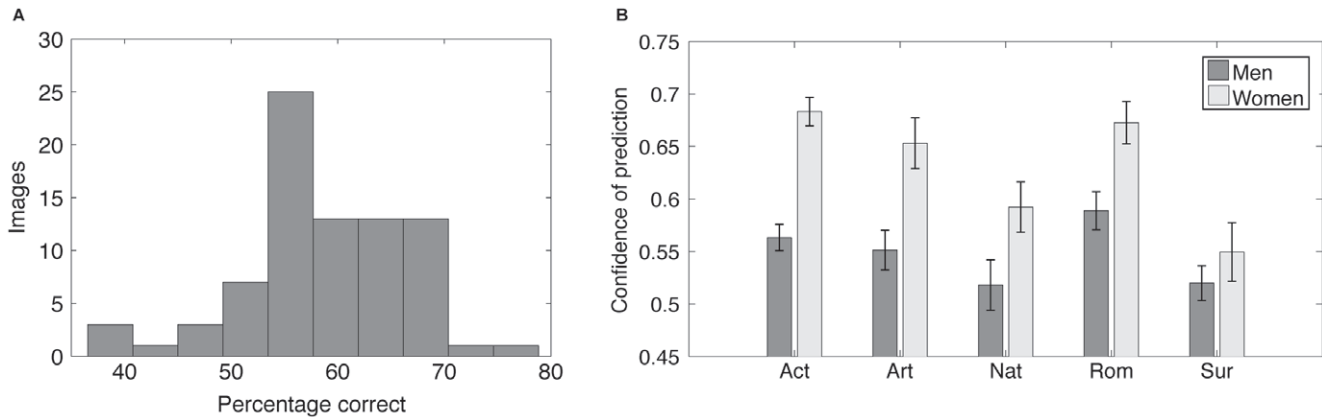 A
30
25
20
15
10
5
0
Images
40 50 60 70 80
Percentage correct
B
0.75
0.7
0.65
0.6
0.55
0.5
0.45
Confidence of prediction
Men
Women
Act Art Nat Rom Sur